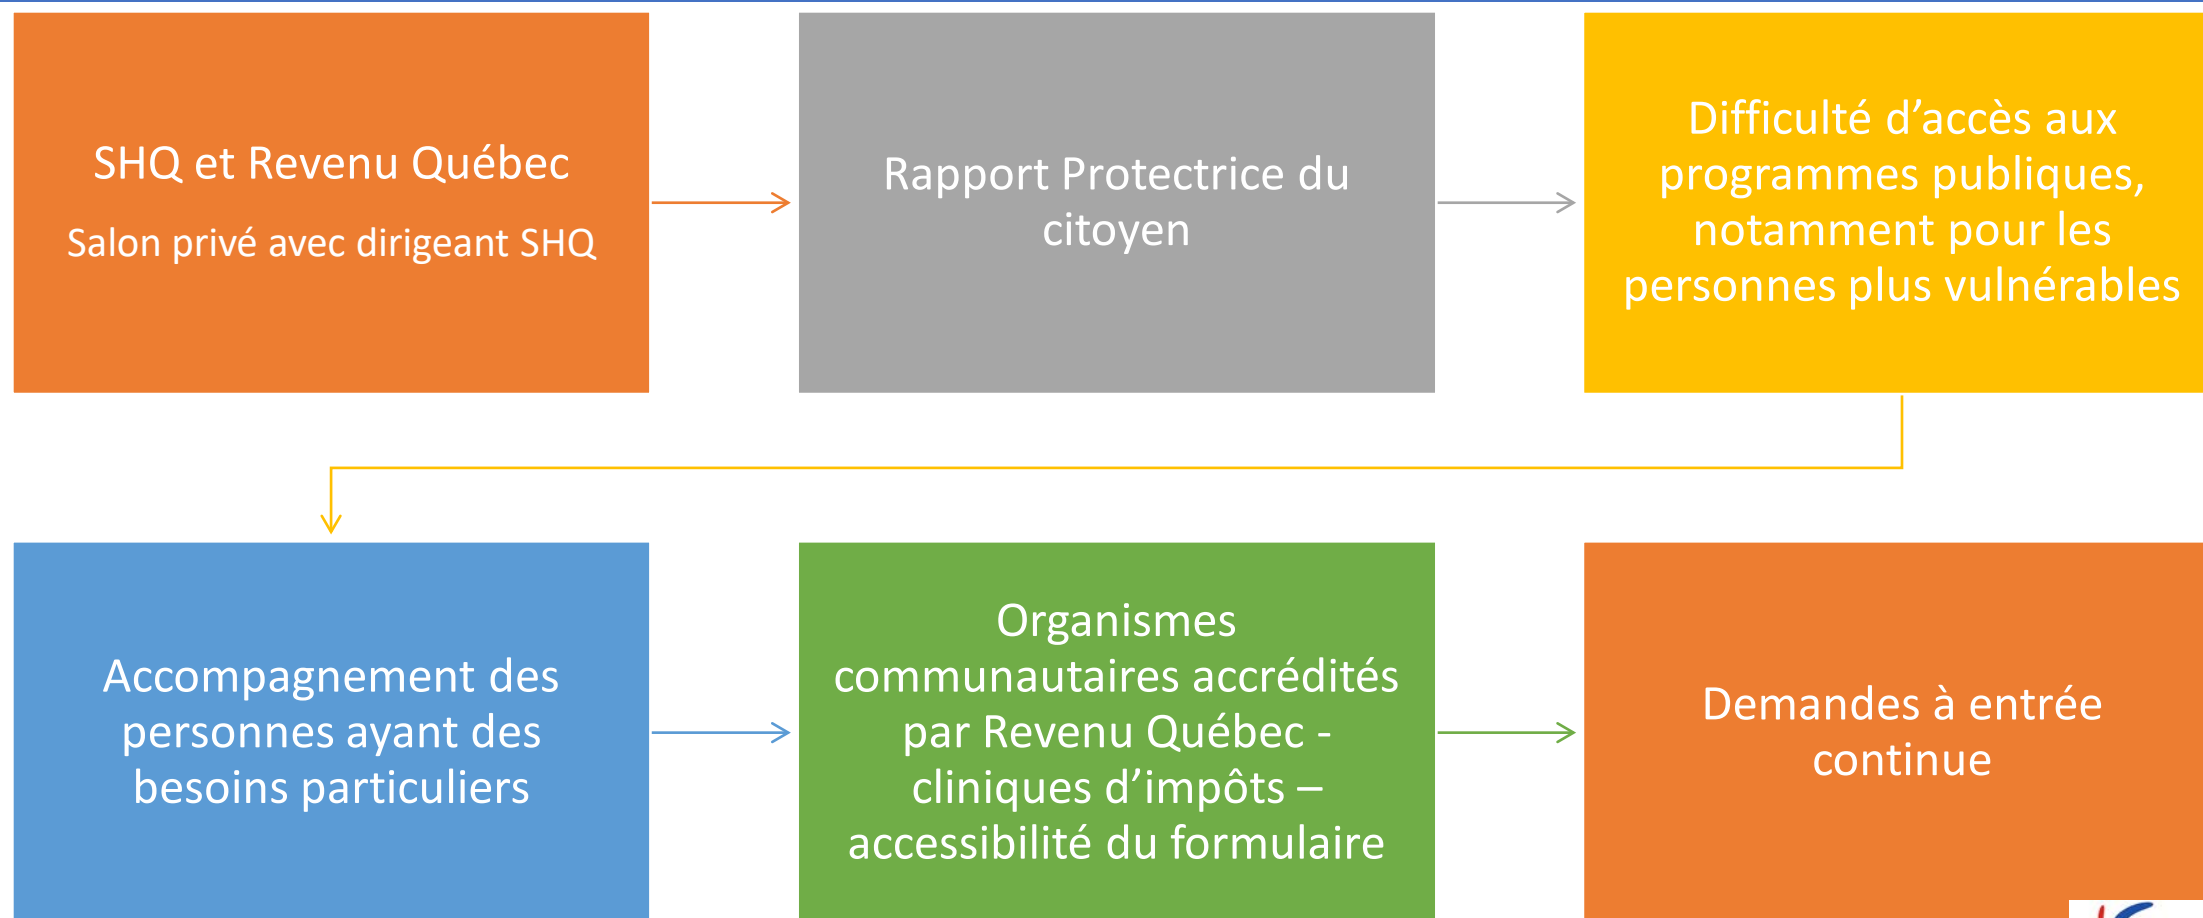 SHQ et Revenu Québec
Salon privé avec dirigeant SHQ
Rapport Protectrice du
citoyen
Difficulté d’accès aux
programmes publiques,
notamment pour les
personnes plus vulnérables
Accompagnement des
personnes ayant des
besoins particuliers
Organismes
communautaires accrédités
par Revenu Québec -
cliniques d’impôts –
accessibilité du formulaire
Demandes à entrée
continue